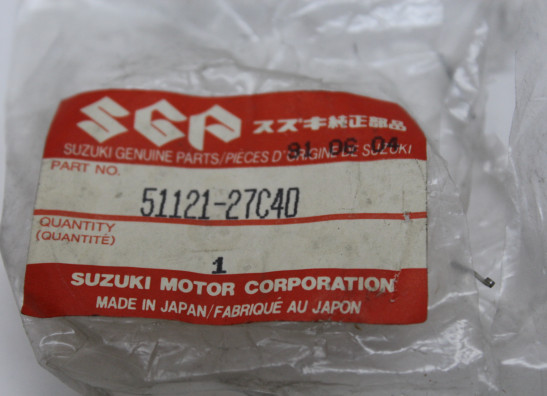 SGP スズキ純正部品
91 06 04
SUZUKI GENUINE PARTS/PIÈCES D'ORIGINE DE SUZUKI
PART NO.
51121-27C40
QUANTITY
(QUANTITÉ)
1
SUZUKI MOTOR CORPORATION
MADE IN JAPAN/FABRIQUÉ AU JAPON